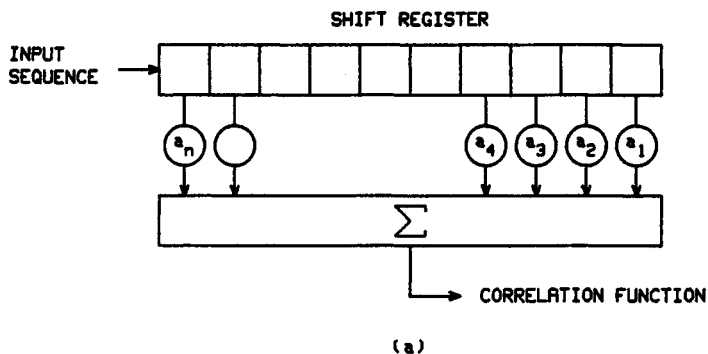 SHIFT REGISTER
INPUT
SEQUENCE
aₙ a₄ a₃ a₂ a₁
Σ
CORRELATION FUNCTION
(a)